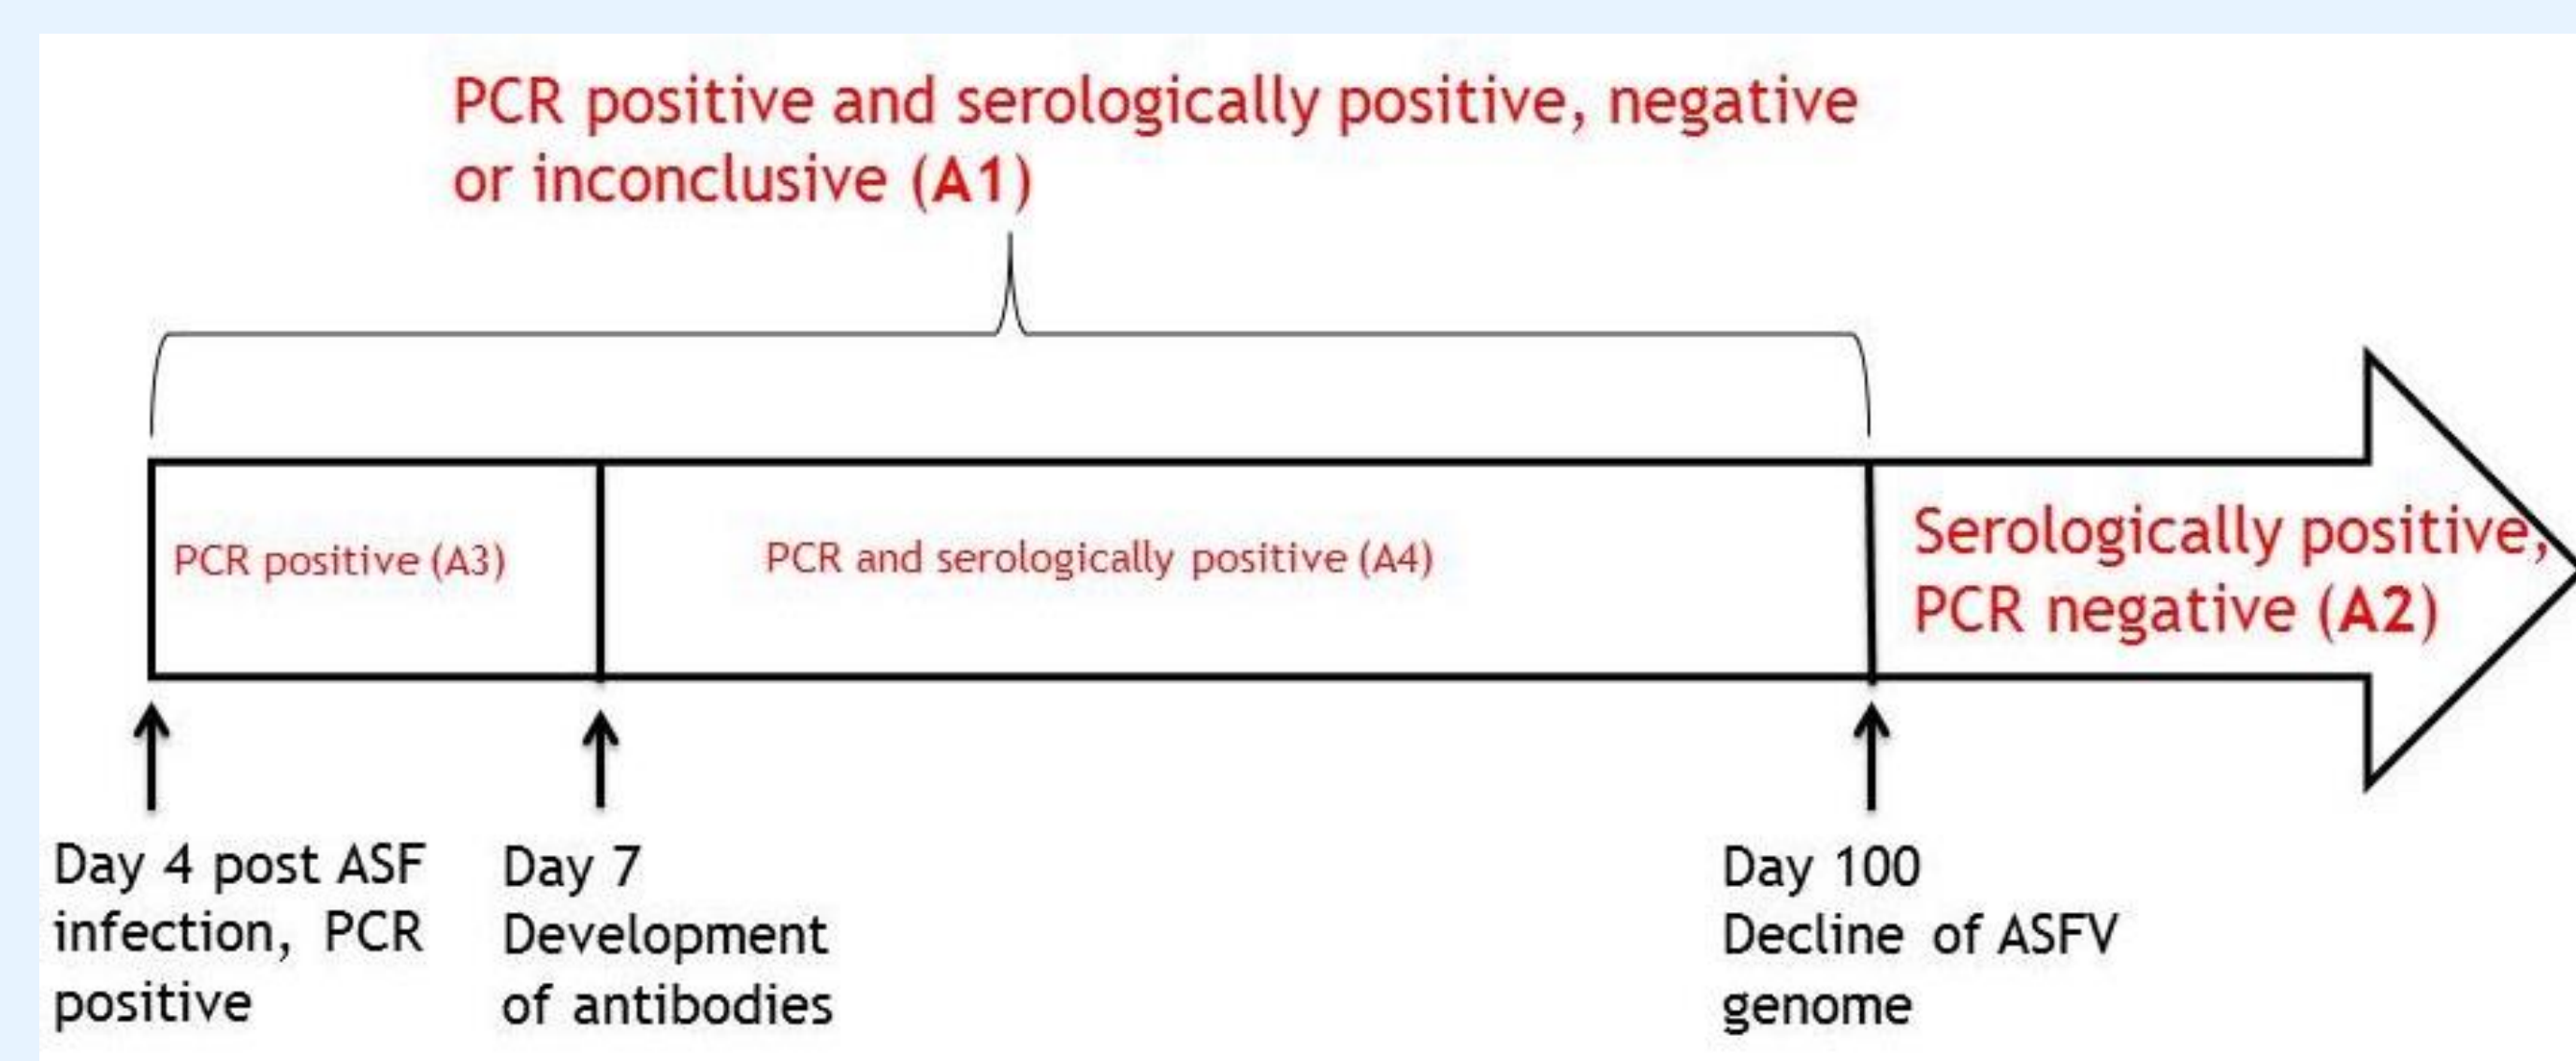 PCR positive and serologically positive, negative
or inconclusive (A1)
PCR positive (A3)
PCR and serologically positive (A4)
Serologically positive,
PCR negative (A2)
Day 4 post ASF
infection, PCR
positive
Day 7
Development
of antibodies
Day 100
Decline of ASFV
genome